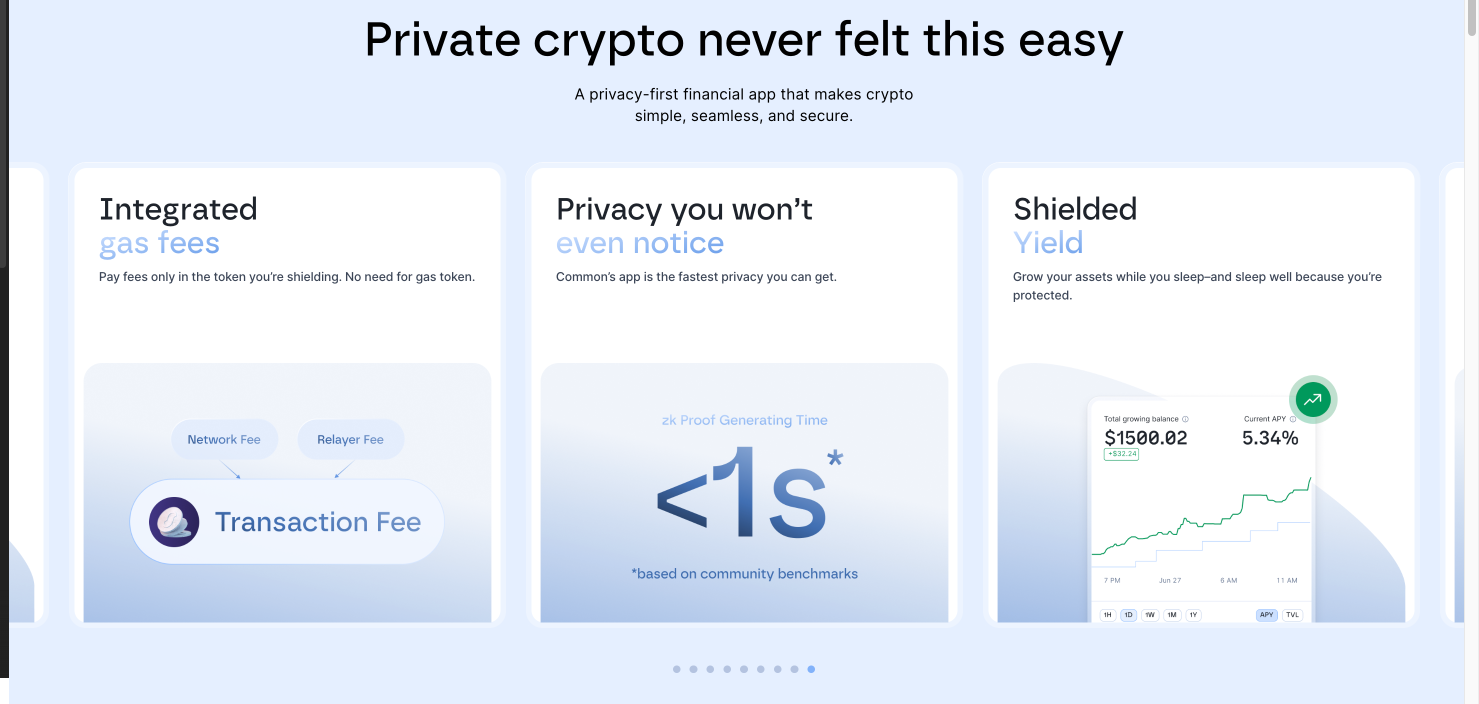 Private crypto never felt this easy
A privacy-first financial app that makes crypto
simple, seamless, and secure.
Integrated
gas fees
Pay fees only in the token you’re shielding. No need for gas token.
Network Fee
Relayer Fee
Transaction Fee
Privacy you won’t
even notice
Common’s app is the fastest privacy you can get.
zk Proof Generating Time
<1s*
*based on community benchmarks
Shielded
Yield
Grow your assets while you sleep–and sleep well because you’re
protected.
Total growing balance
Current APY
$1500.02
5.34%
+$32.24
7 PM Jun 27 6 AM 11 AM
1H 1D 1W 1M 1Y APY TVL